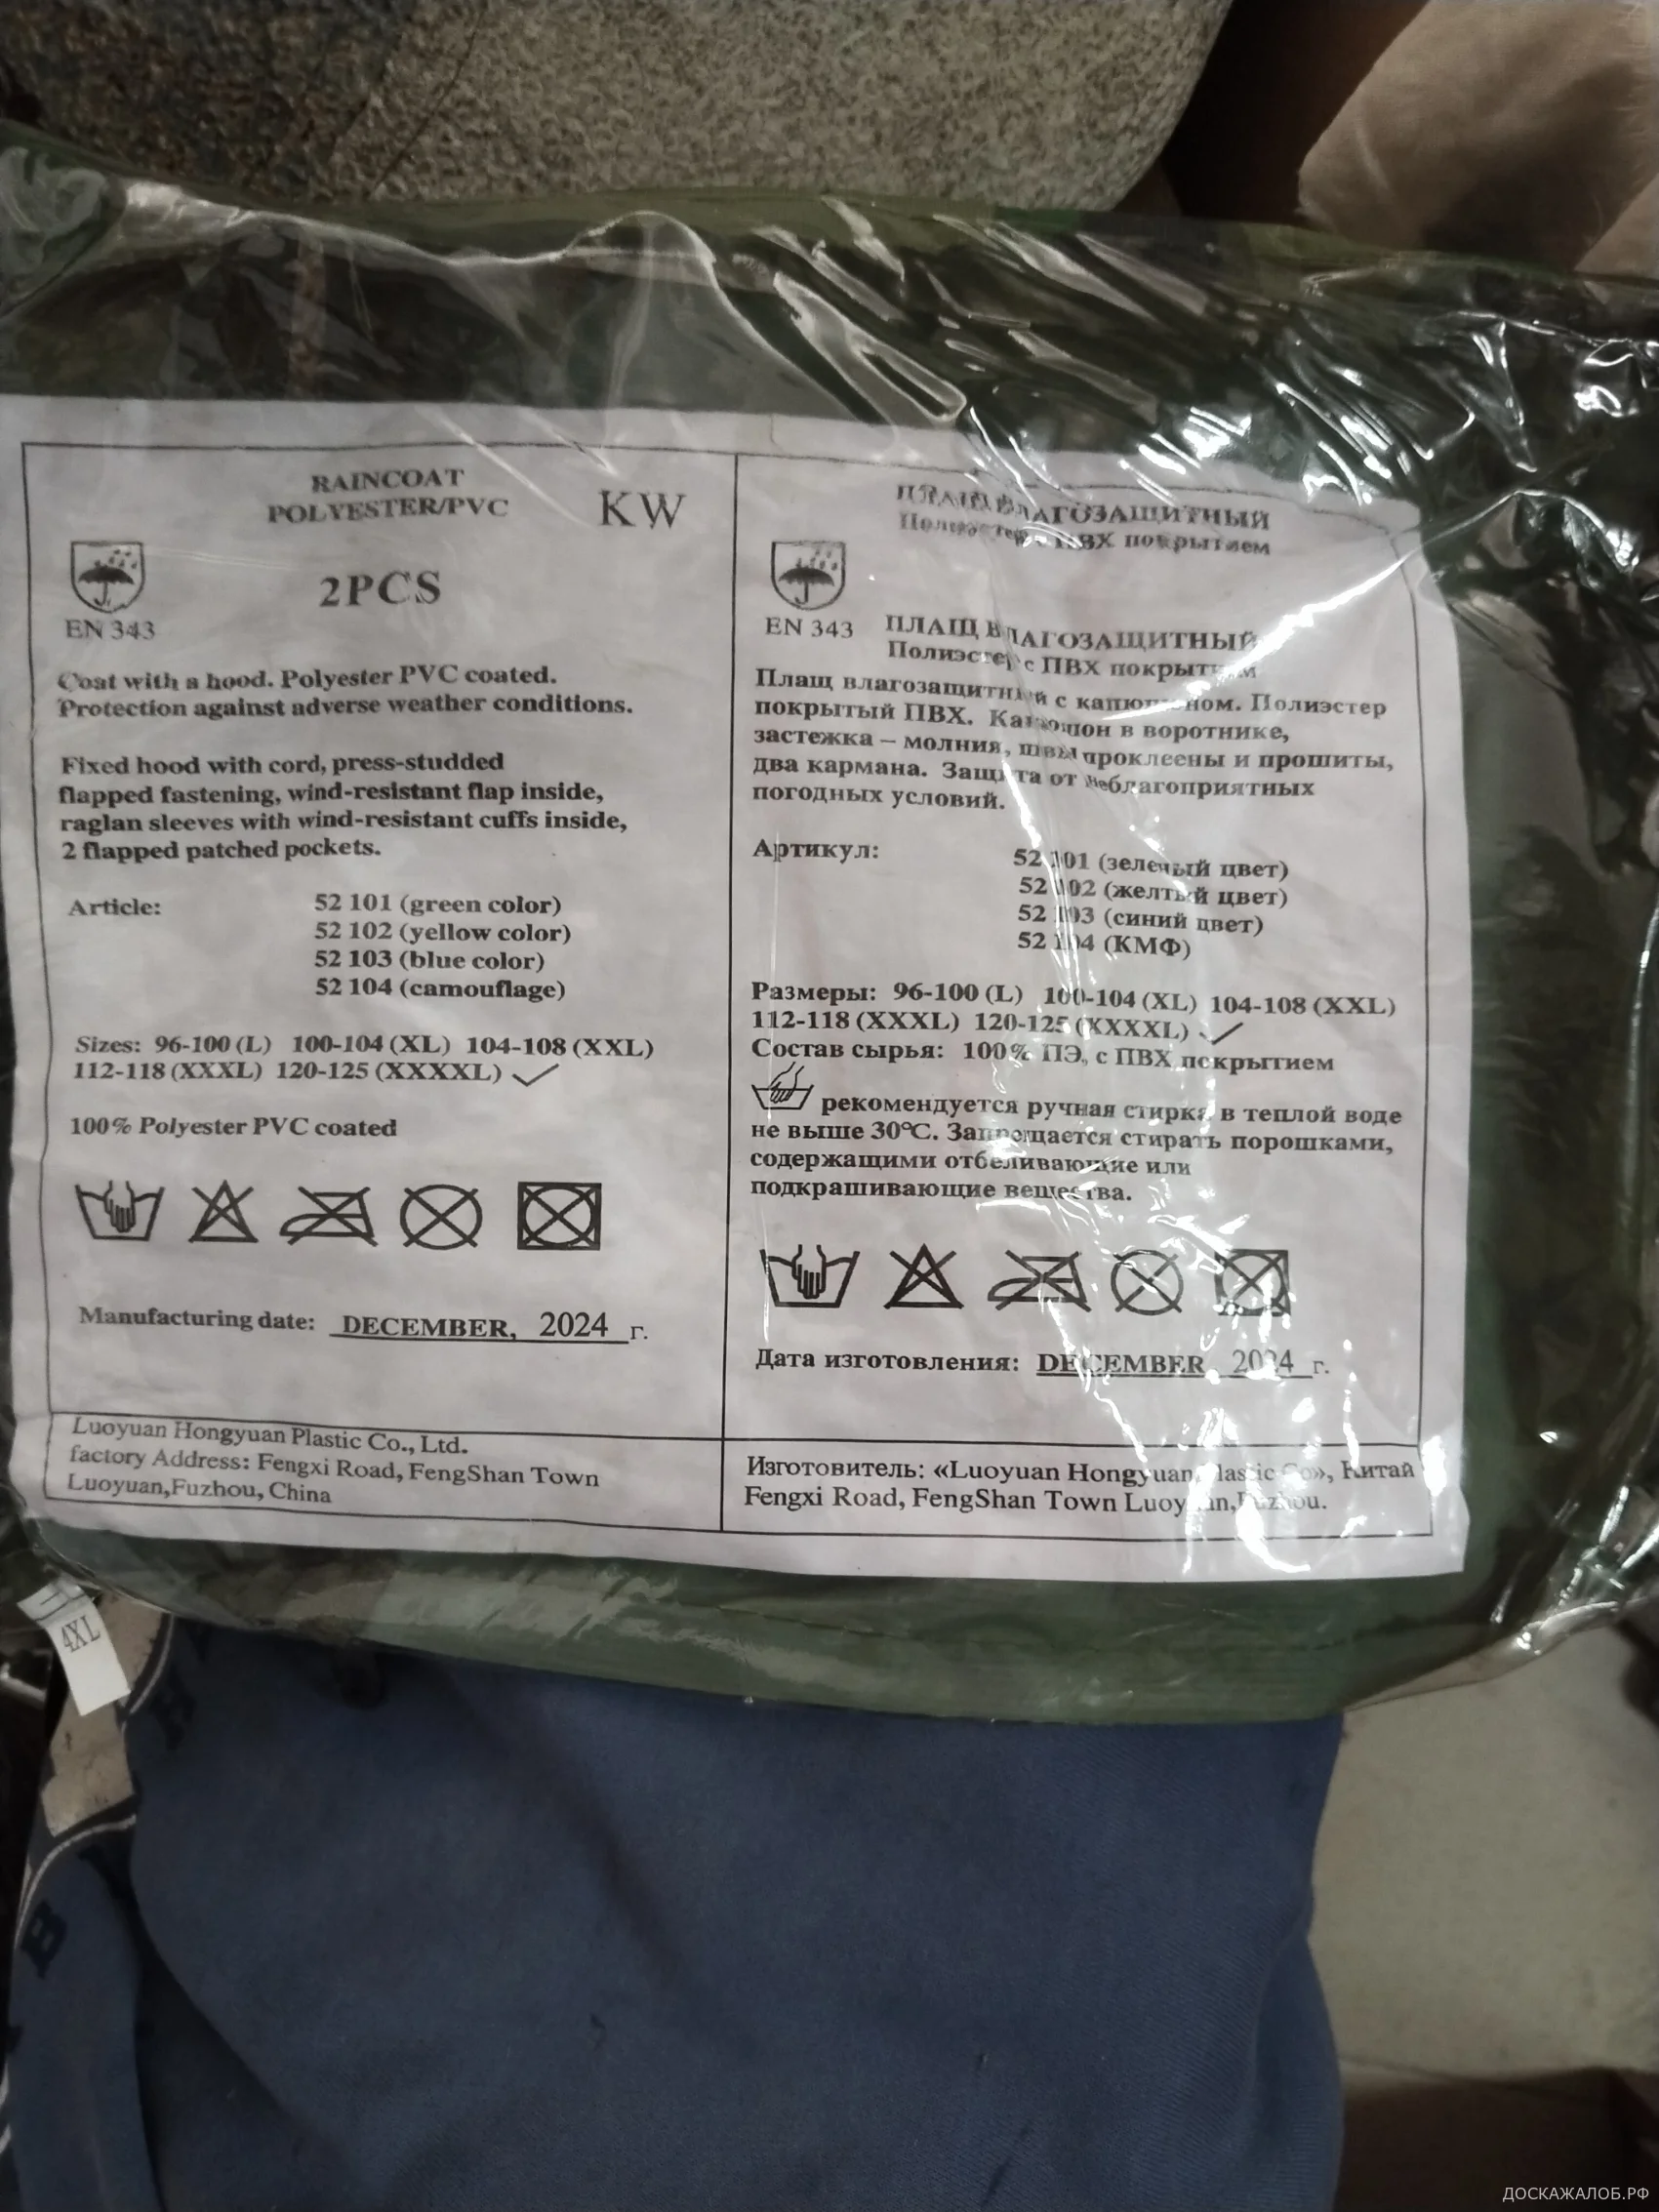 RAINCOAT
POLYESTER/PVC
KW
2PCS
EN 343
Coat with a hood. Polyester PVC coated.
Protection against adverse weather conditions.
Fixed hood with cord, press-studded
flapped fastening, wind-resistant flap inside,
raglan sleeves with wind-resistant cuffs inside,
2 flapped patched pockets.
Article: 52 101 (green color)
52 102 (yellow color)
52 103 (blue color)
52 104 (camouflage)
Sizes: 96-100 (L) 100-104 (XL) 104-108 (XXL)
112-118 (XXXL) 120-125 (XXXXL) ✓
100% Polyester PVC coated
Manufacturing date: DECEMBER, 2024 г.
Luoyuan Hongyuan Plastic Co., Ltd.
factory Address: Fengxi Road, FengShan Town
Luoyuan,Fuzhou, China
ПЛАЩ ВЛАГОЗАЩИТНЫЙ
Полиэстер с ПВХ покрытием
EN 343
ПЛАЩ ВЛАГОЗАЩИТНЫЙ
Полиэстер с ПВХ покрытием
Плащ влагозащитный с капюшоном. Полиэстер
покрытый ПВХ. Капюшон в воротнике,
застежка – молния, швы проклеены и прошиты,
два кармана. Защита от неблагоприятных
погодных условий.
Артикул: 52 101 (зеленый цвет)
52 102 (желтый цвет)
52 103 (синий цвет)
52 104 (КМФ)
Размеры: 96-100 (L) 100-104 (XL) 104-108 (XXL)
112-118 (XXXL) 120-125 (XXXXL) ✓
Состав сырья: 100% ПЭ, с ПВХ покрытием
рекомендуется ручная стирка в теплой воде
не выше 30°С. Запрещается стирать порошками,
содержащими отбеливающие или
подкрашивающие вещества.
Дата изготовления: DECEMBER, 2024 г.
Изготовитель: «Luoyuan Hongyuan Plastic Co», Китай
Fengxi Road, FengShan Town Luoyuan,Fuzhou.
4XL
ДОСКАЖАЛОБ.РФ